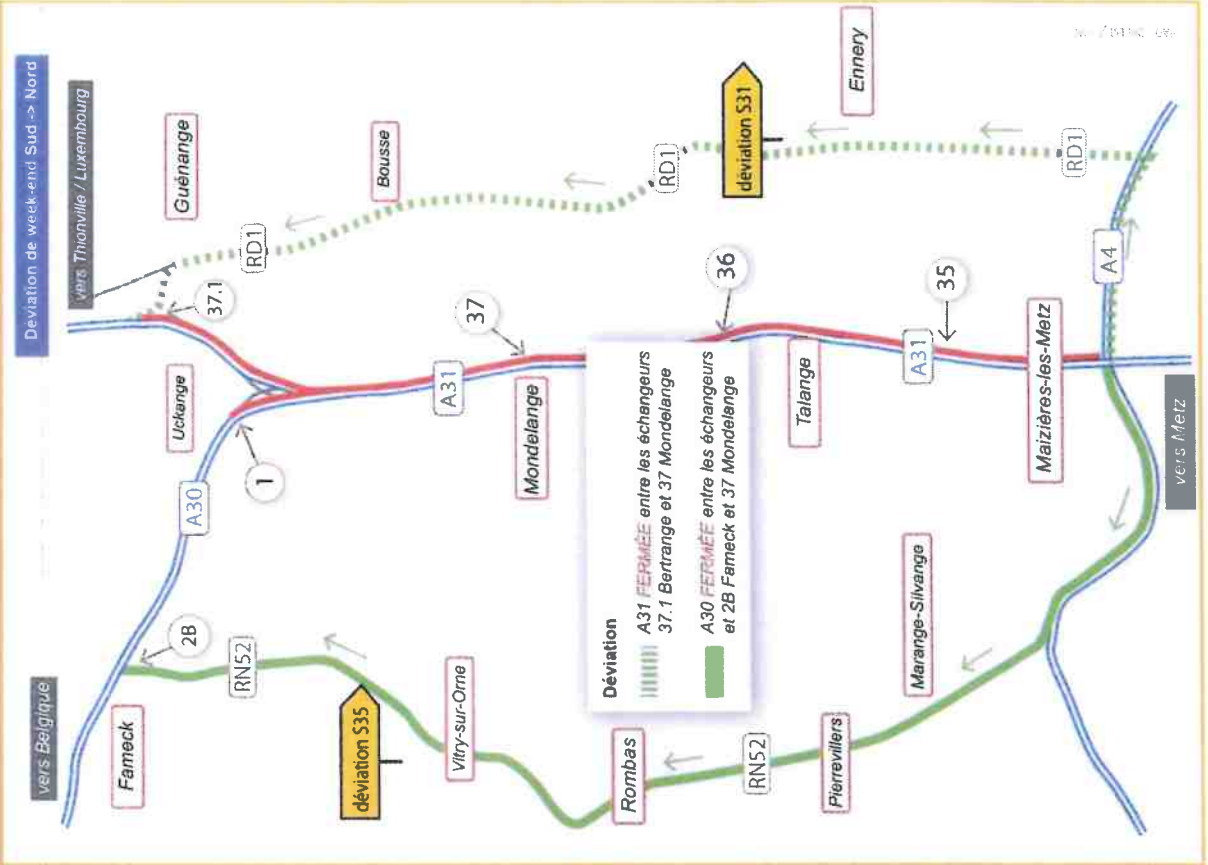 Déviation de week-end Sud -> Nord
vers Thionville / Luxembourg
vers Belgique
Guénange
Uckange
Fameck
37.1
1
2B
A30
RD1
RN52
Bousse
déviation S35
Vitry-sur-Orne
A31
37
Mondelange
RD1
déviation S31
36
Déviation
A31 FERMÉE entre les échangeurs
37.1 Bertrange et 37 Mondelange
A30 FERMÉE entre les échangeurs
et 2B Fameck et 37 Mondelange
Rombas
RN52
Pierrevillers
Talange
Ennery
A31
35
Marange-Silvange
Maizières-les-Metz
RD1
A4
vers Metz